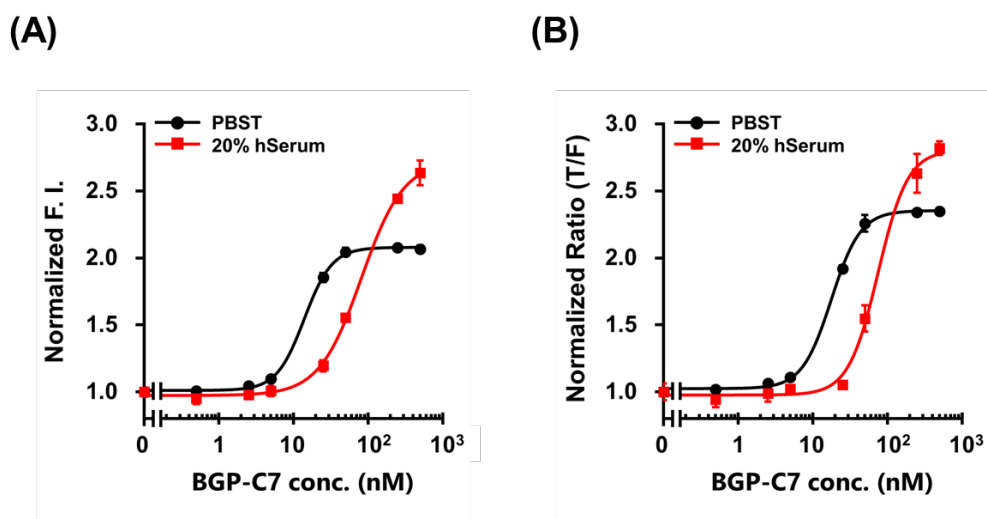 (A)
(B)
PBST
20% hSerum
Normalized F. I.
3.0
2.5
2.0
1.5
1.0
0
1
10
10²
10³
BGP-C7 conc. (nM)
PBST
20% hSerum
Normalized Ratio (T/F)
3.0
2.5
2.0
1.5
1.0
0
1
10
10²
10³
BGP-C7 conc. (nM)